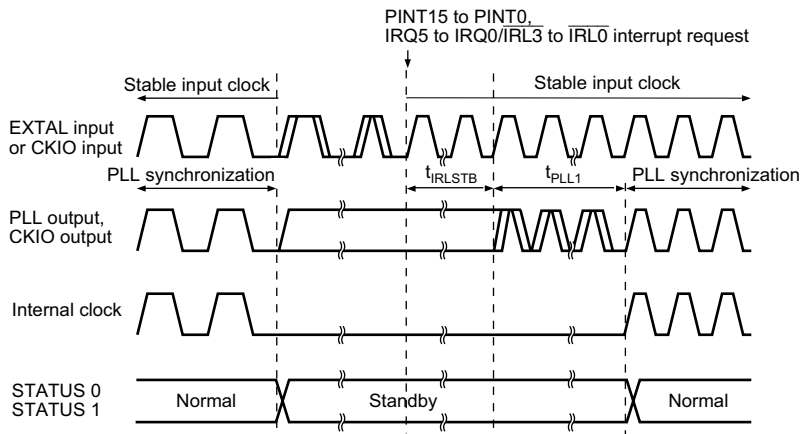 PINT15 to PINT0,
IRQ5 to IRQ0/IRL3 to IRL0 interrupt request
Stable input clock
Stable input clock
EXTAL input
or CKIO input
PLL synchronization
tIRLSTB
tPLL1
PLL synchronization
PLL output,
CKIO output
Internal clock
STATUS 0
STATUS 1
Normal
Standby
Normal